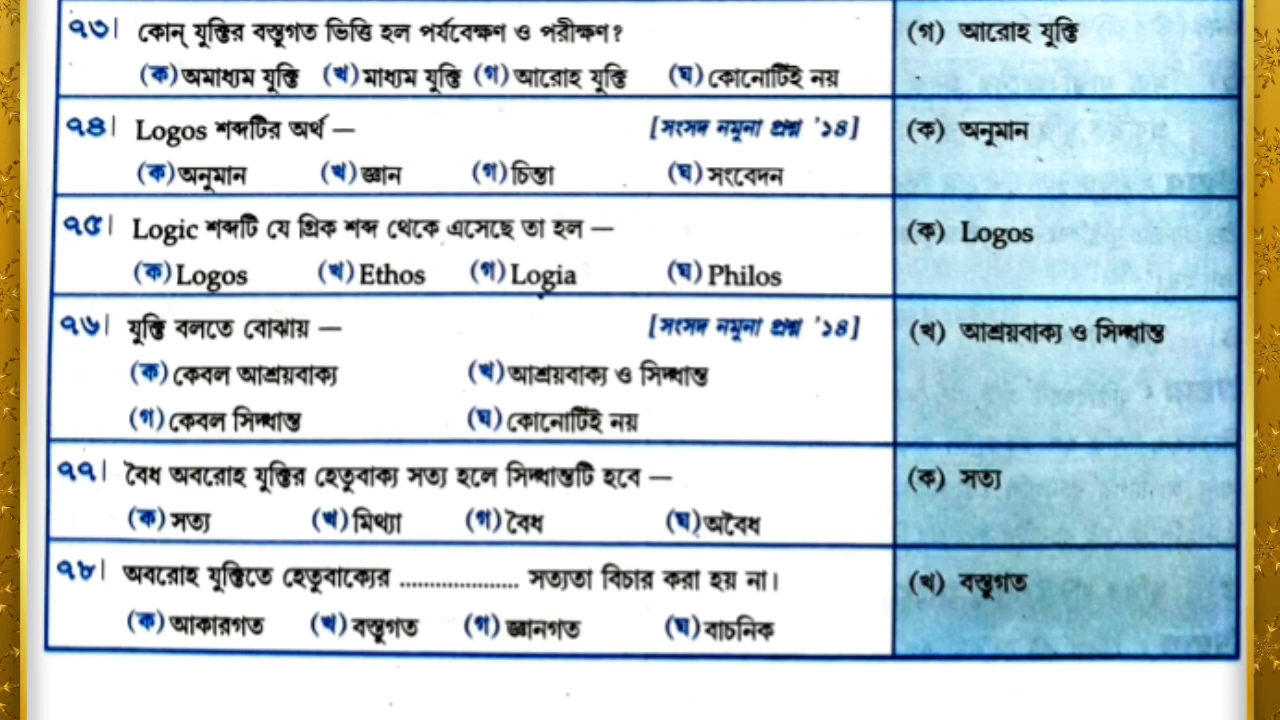 ৭৩। কোন্ যুক্তির বস্তুগত ভিত্তি হল পর্যবেক্ষণ ও পরীক্ষণ? (গ) আরোহ যুক্তি
(ক) অমাধ্যম যুক্তি (খ) মাধ্যম যুক্তি (গ) আরোহ যুক্তি (ঘ) কোনোটিই নয়
৭৪। Logos শব্দটির অর্থ — [সংসদ নমুনা প্রশ্ন '১৪] (ক) অনুমান
(ক) অনুমান (খ) জ্ঞান (গ) চিন্তা (ঘ) সংবেদন
৭৫। Logic শব্দটি যে গ্রিক শব্দ থেকে এসেছে তা হল — (ক) Logos
(ক) Logos (খ) Ethos (গ) Logia (ঘ) Philos
৭৬। যুক্তি বলতে বোঝায় — [সংসদ নমুনা প্রশ্ন '১৪] (খ) আশ্রয়বাক্য ও সিদ্ধান্ত
(ক) কেবল আশ্রয়বাক্য (খ) আশ্রয়বাক্য ও সিদ্ধান্ত
(গ) কেবল সিদ্ধান্ত (ঘ) কোনোটিই নয়
৭৭। বৈধ অবরোহ যুক্তির হেতুবাক্য সত্য হলে সিদ্ধান্তটি হবে — (ক) সত্য
(ক) সত্য (খ) মিথ্যা (গ) বৈধ (ঘ) অবৈধ
৭৮। অবরোহ যুক্তিতে হেতুবাক্যের .................... সত্যতা বিচার করা হয় না। (খ) বস্তুগত
(ক) আকারগত (খ) বস্তুগত (গ) জ্ঞানগত (ঘ) বাচনিক